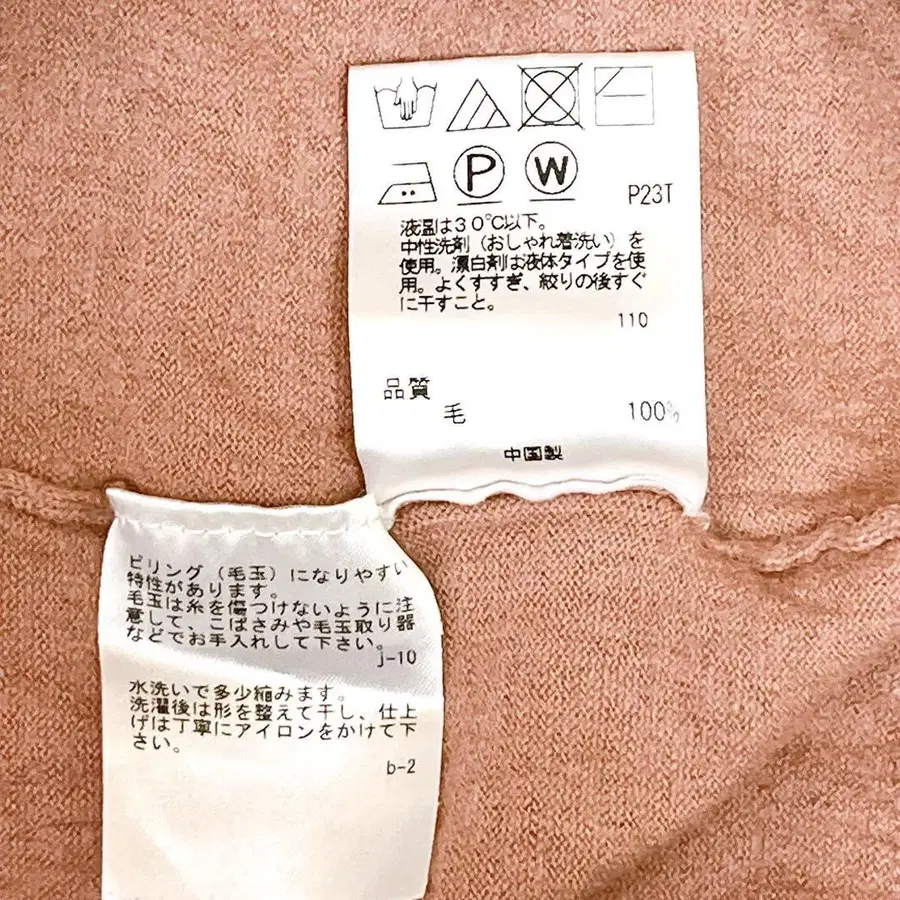 P W
P23T
液温は30℃以下。
中性洗剤(おしゃれ着洗い)を
使用。漂白剤は液体タイプを使
用。よくすすぎ、絞りの後すぐ
に干すこと。
110
品質
毛 100%
中国製
ピリング(毛玉)になりやすい
特性があります。
毛玉は糸を傷つけないように注
意して、こばさみや毛玉取り器
などでお手入れして下さい。
j-10
水洗いで多少縮みます。
洗濯後は形を整えて干し、仕上
げは丁寧にアイロンをかけて下
さい。
b-2